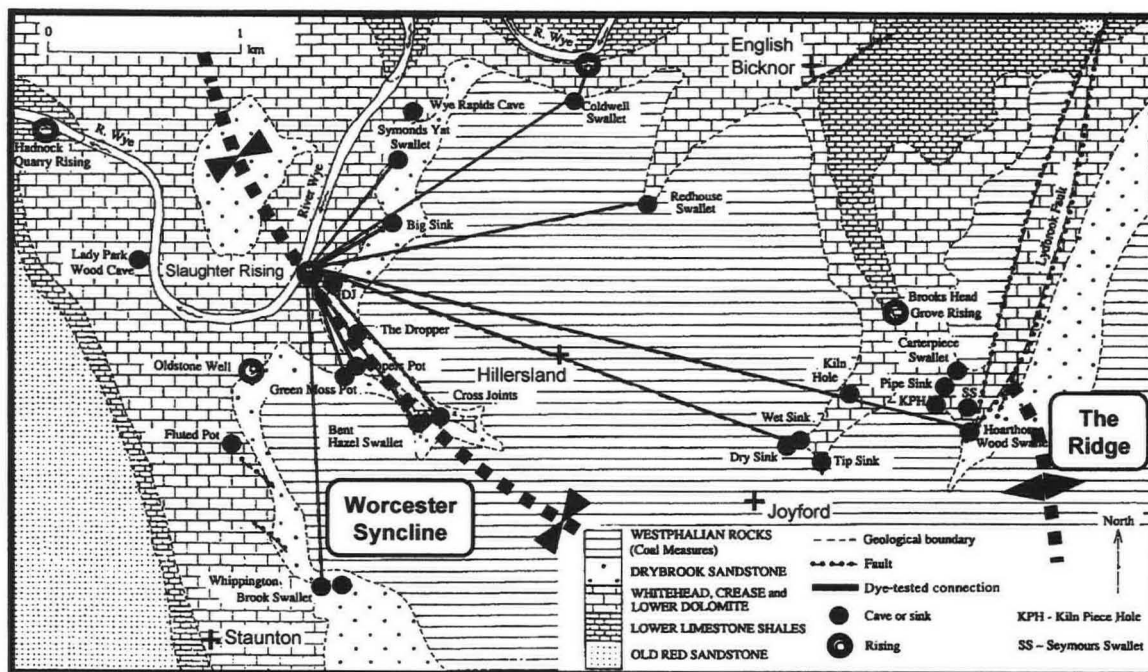 0 1
km
R. Wye
English
Bicknor
Wye Rapids Cave
Coldwell
Swallet
Symonds Yat
Swallet
R. Wye
Hadnock
Quarry Rising
River Wye
Redhouse
Swallet
Big Sink
Lydbrook Fault
Lady Park
Wood Cave
Slaughter Rising
DJ
Brooks Head
Grove Rising
The Dropper
Carterpiece
Swallet
Oldstone Well
Pot
Green Moss Pot
Hillersland
Kiln
Hole
Pipe Sink
KPH
SS
Cross Joints
The
Ridge
Bent
Hazel Swallet
Wet Sink
Wood
Fluted Pot
Dry Sink
Tip Sink
Worcester
Syncline
Joyford
North
WESTPHALIAN ROCKS
(Coal Measures)
DRYBROOK SANDSTONE
WHITEHEAD, CREASE and
LOWER DOLOMITE
LOWER LIMESTONE SHALES
OLD RED SANDSTONE
Geological boundary
Fault
Dye-tested connection
Cave or sink
KPH - Kiln Piece Hole
Rising
SS – Seymours Swallet
Whippington
Brook Swallet
Staunton